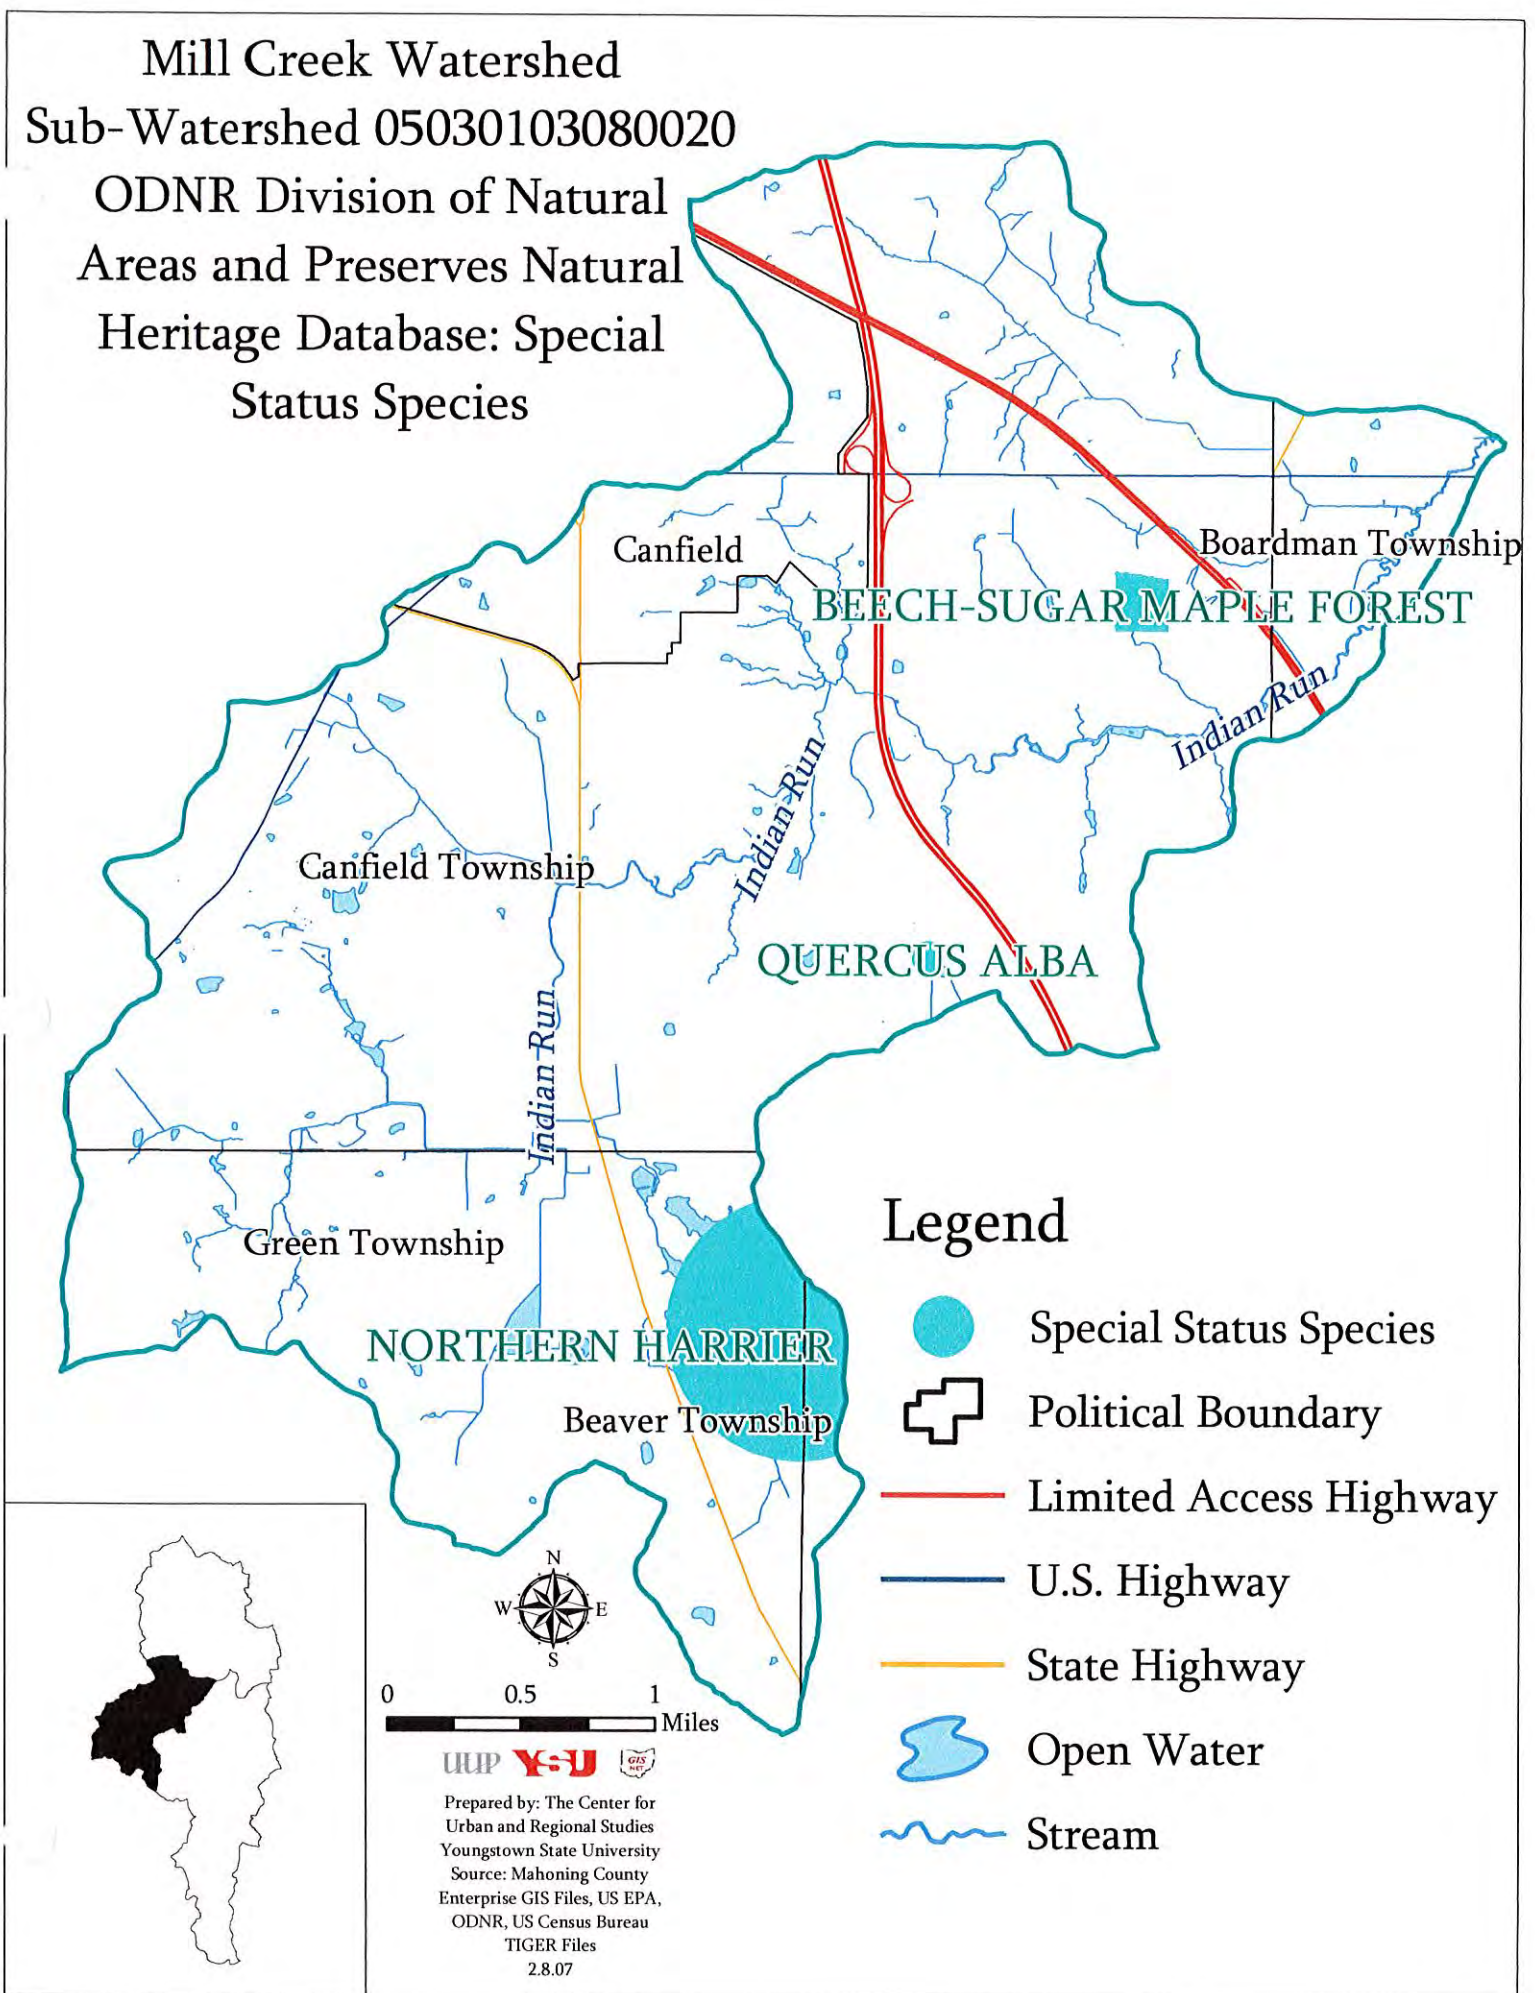 Mill Creek Watershed
Sub-Watershed 05030103080020
ODNR Division of Natural
Areas and Preserves Natural
Heritage Database: Special
Status Species
Canfield
Boardman Township
BEECH-SUGAR MAPLE FOREST
Indian Run
Indian Run
Canfield Township
QUERCUS ALBA
Indian Run
Green Township
NORTHERN HARRIER
Beaver Township
Legend
Special Status Species
Political Boundary
Limited Access Highway
U.S. Highway
State Highway
Open Water
Stream
N
W E
S
0 0.5 1
Miles
UUP YSU GIS
NET
Prepared by: The Center for
Urban and Regional Studies
Youngstown State University
Source: Mahoning County
Enterprise GIS Files, US EPA,
ODNR, US Census Bureau
TIGER Files
2.8.07